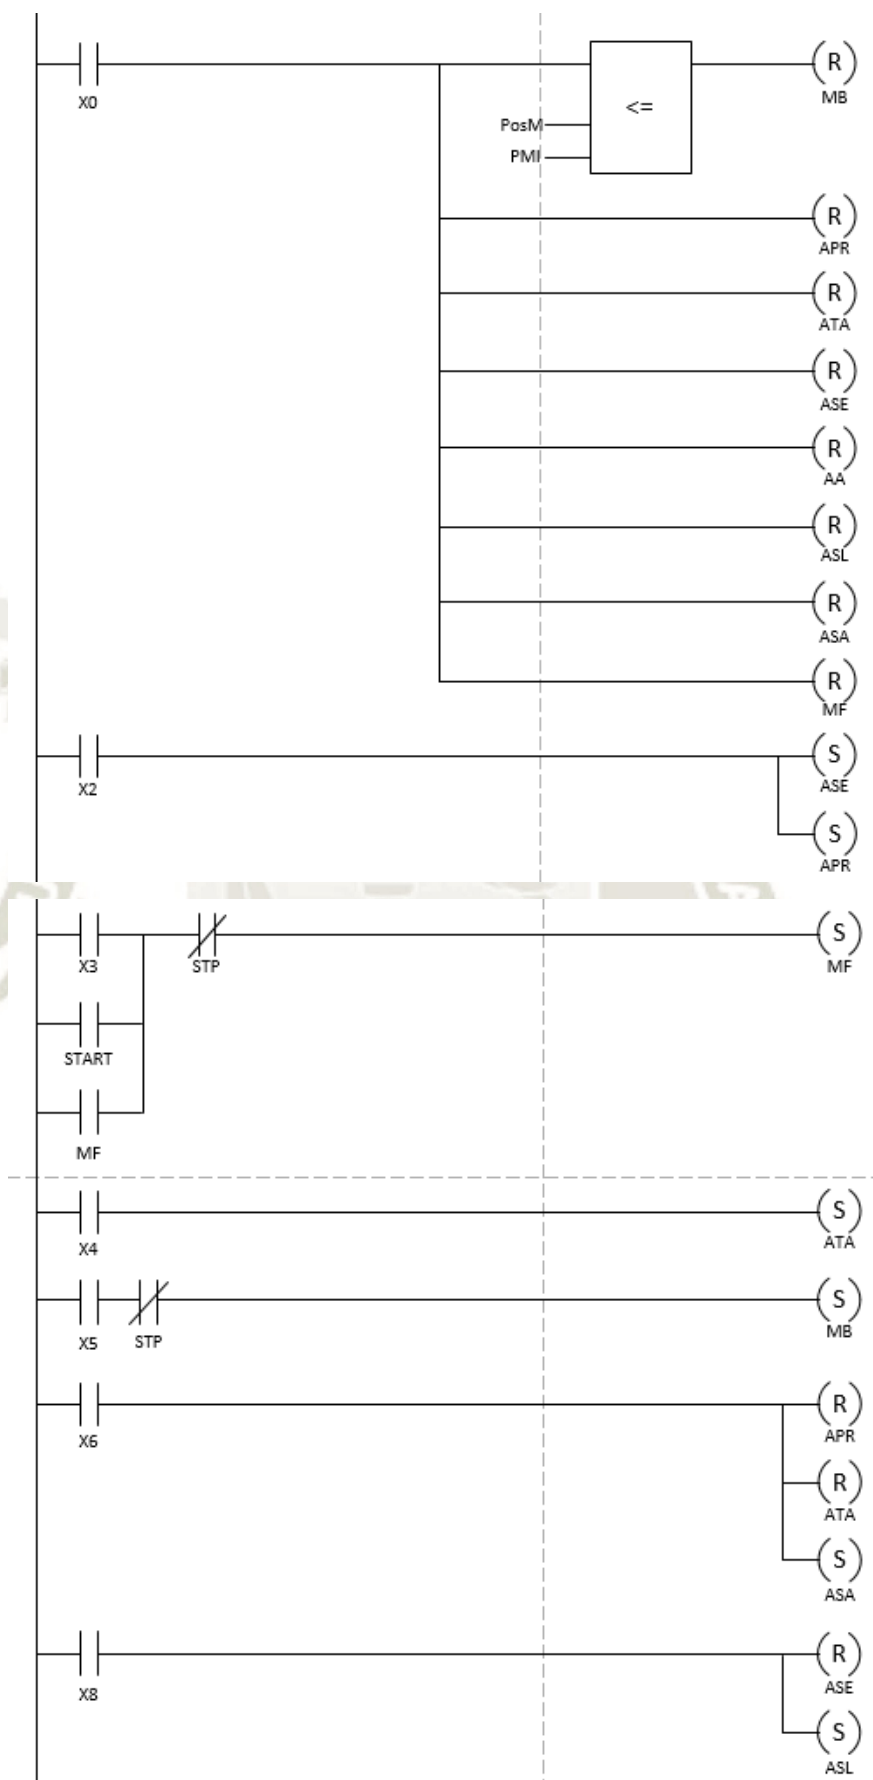 R
X0
MB
<=
PosM
PMI
R
APR
R
ATA
R
ASE
R
AA
R
ASL
R
ASA
R
MF
S
X2
ASE
S
APR
S
X3
STP
MF
START
MF
S
X4
ATA
S
X5
STP
MB
R
X6
APR
R
ATA
S
ASA
R
X8
ASE
S
ASL